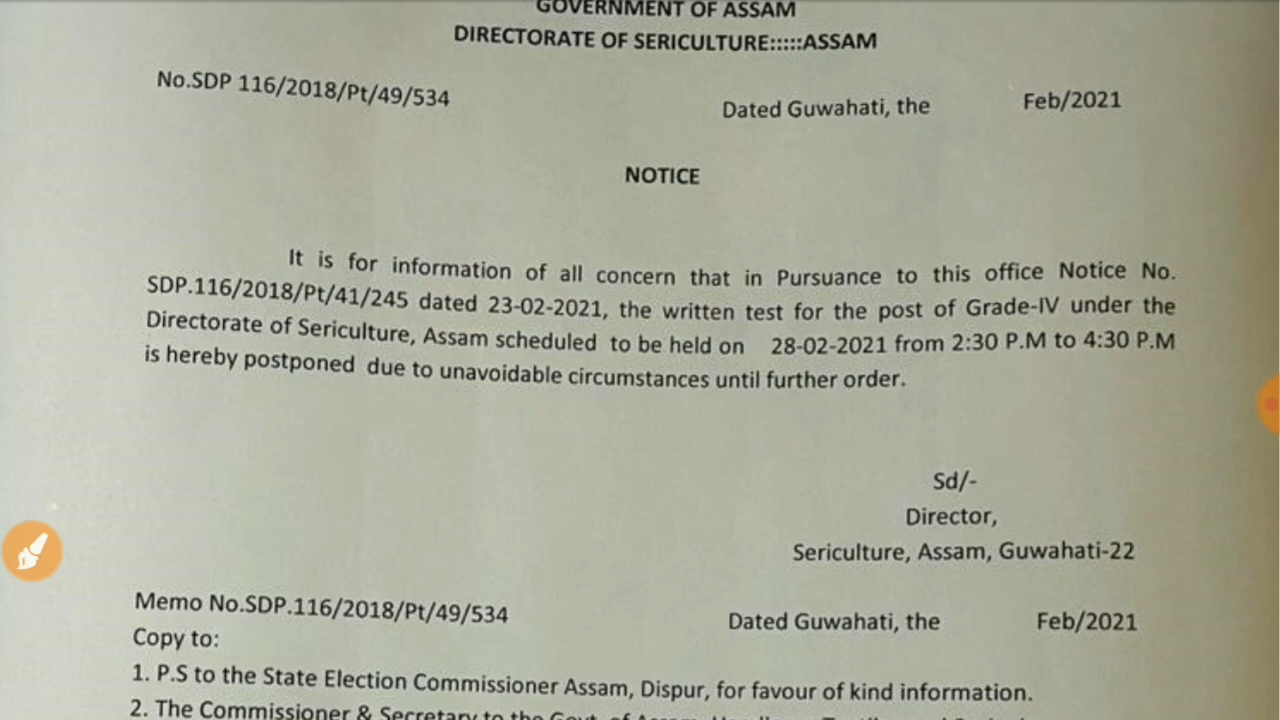 GOVERNMENT OF ASSAM
DIRECTORATE OF SERICULTURE:::::ASSAM
No.SDP 116/2018/Pt/49/534 Dated Guwahati, the Feb/2021
NOTICE
It is for information of all concern that in Pursuance to this office Notice No.
SDP.116/2018/Pt/41/245 dated 23-02-2021, the written test for the post of Grade-IV under the
Directorate of Sericulture, Assam scheduled to be held on 28-02-2021 from 2:30 P.M to 4:30 P.M
is hereby postponed due to unavoidable circumstances until further order.
Sd/-
Director,
Sericulture, Assam, Guwahati-22
Memo No.SDP.116/2018/Pt/49/534 Dated Guwahati, the Feb/2021
Copy to:
1. P.S to the State Election Commissioner Assam, Dispur, for favour of kind information.
2. The Commissioner & Secretary to the Govt. of Assam,